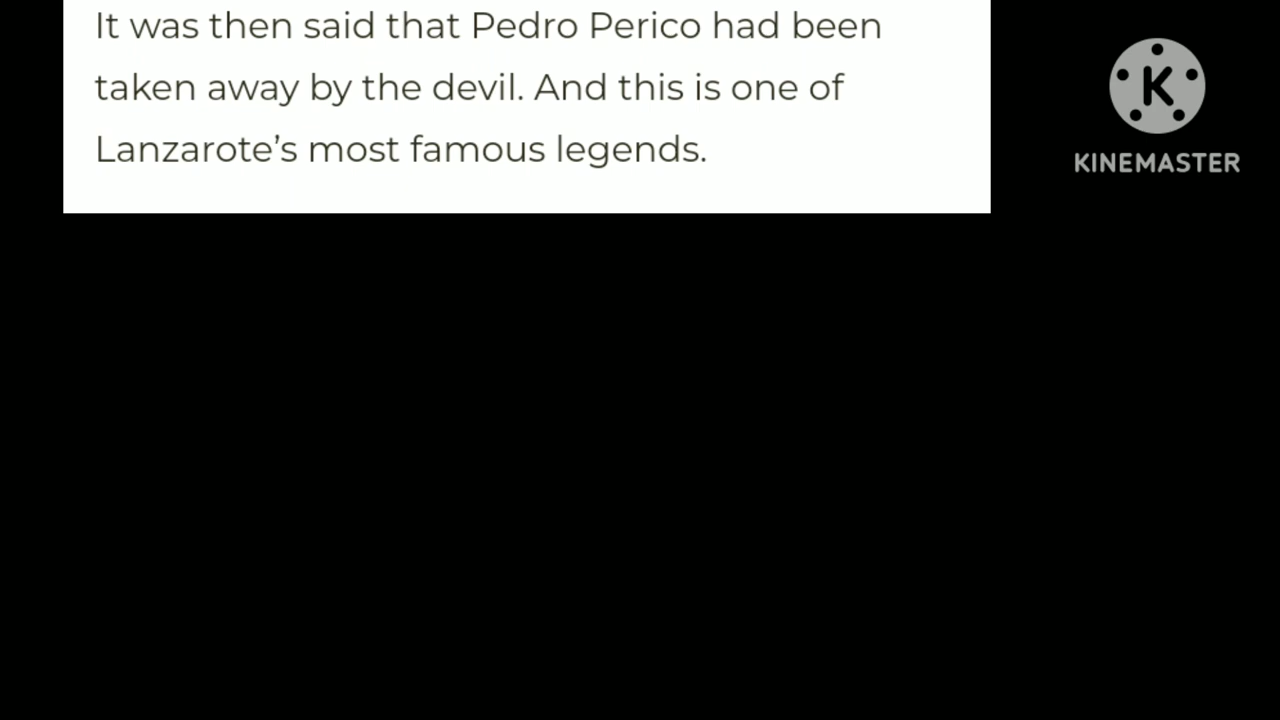 It was then said that Pedro Perico had been
taken away by the devil. And this is one of
Lanzarote’s most famous legends.
K
KINEMASTER